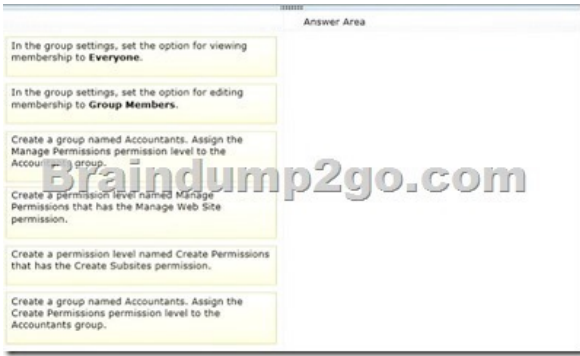 Answer Area
In the group settings, set the option for viewing
membership to Everyone.
In the group settings, set the option for editing
membership to Group Members.
Create a group named Accountants. Assign the
Manage Permissions permission level to the
Accountants group.
Braindump2go.com
Create a permission level named Manage
Permissions that has the Manage Web Site
permission.
Create a permission level named Create Permissions
that has the Create Subsites permission.
Create a group named Accountants. Assign the
Create Permissions permission level to the
Accountants group.